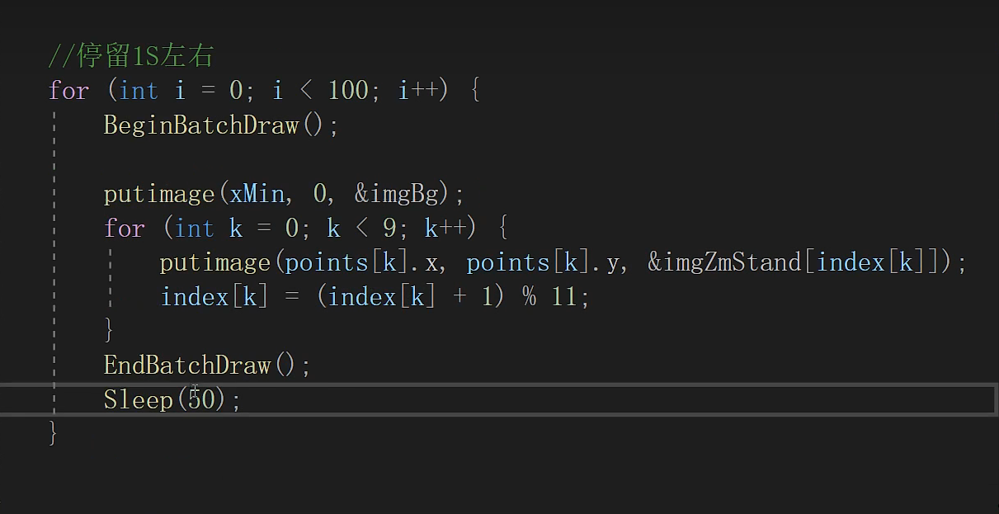 //停留1S左右
for (int i = 0; i < 100; i++) {
BeginBatchDraw();
putimage(xMin, 0, &imgBg);
for (int k = 0; k < 9; k++) {
putimage(points[k].x, points[k].y, &imgZmStand[index[k]]);
index[k] = (index[k] + 1) % 11;
}
EndBatchDraw();
Sleep(50);
}